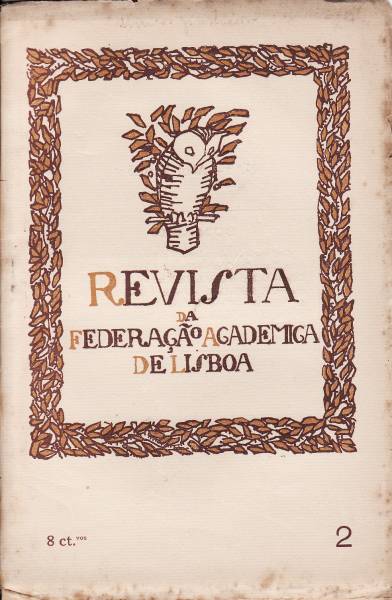 REVISTA
DA
FEDERAÇÃO ACADEMICA
DE LISBOA
8 ct.vos
2